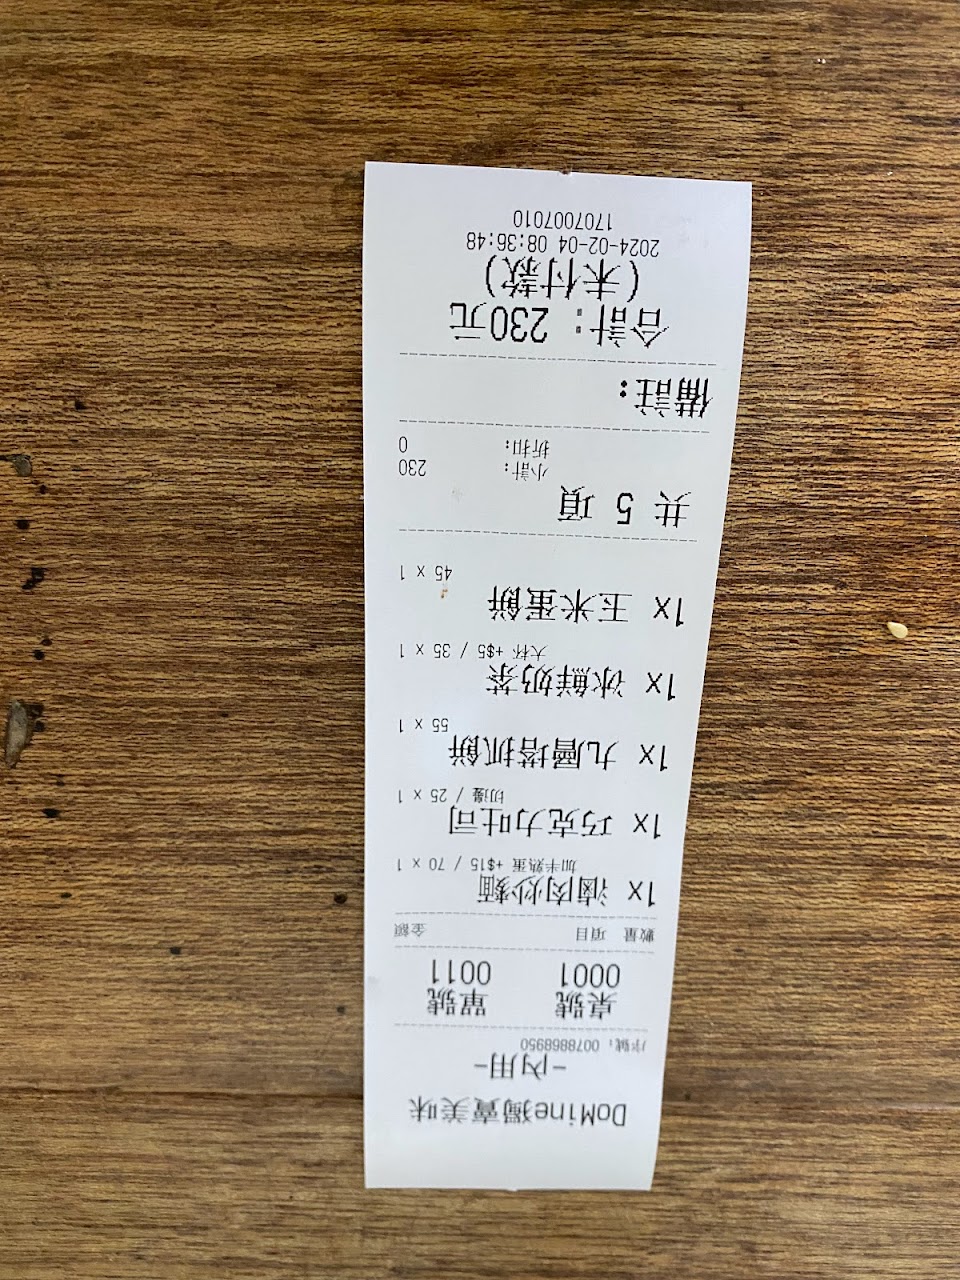 DoMine獨賣美味
-內用-
序號: 0078868950
桌號 單號
0001 0011
數量 項目 金額
1x 滷肉炒麵
加半熟蛋 +$15 / 70 x 1
1x 巧克力吐司
切邊 / 25 x 1
1x 九層塔抓餅
55 x 1
1x 冰鮮奶茶
大杯 +$5 / 35 x 1
1x 玉米蛋餅
45 x 1
共 5 項
小計: 230
折扣: 0
備註:
合計: 230元
(未付款)
2024-02-04 08:36:48
1707007010